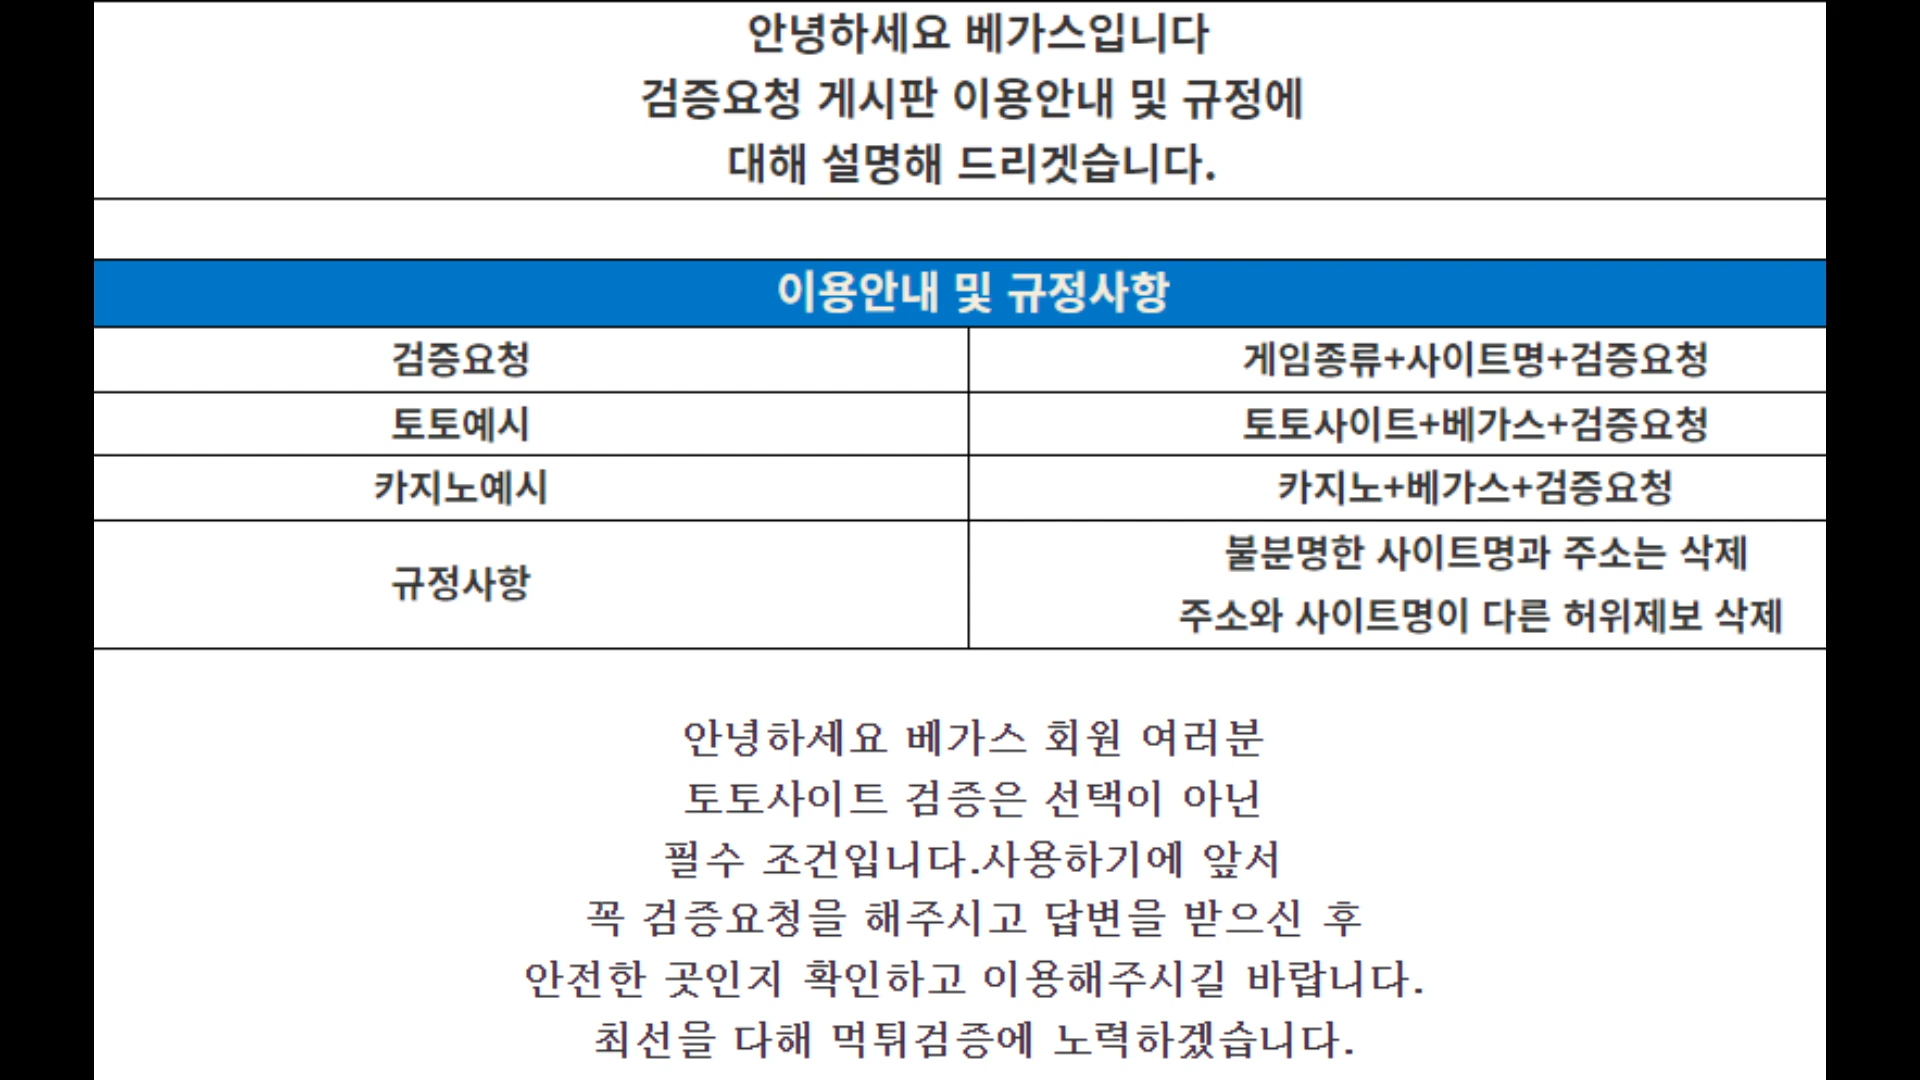 안녕하세요 베가스입니다
검증요청 게시판 이용안내 및 규정에
대해 설명해 드리겟습니다.
이용안내 및 규정사항
검증요청 게임종류+사이트명+검증요청
토토예시 토토사이트+베가스+검증요청
카지노예시 카지노+베가스+검증요청
규정사항
불분명한 사이트명과 주소는 삭제
주소와 사이트명이 다른 허위제보 삭제
안녕하세요 베가스 회원 여러분
토토사이트 검증은 선택이 아닌
필수 조건입니다.사용하기에 앞서
꼭 검증요청을 해주시고 답변을 받으신 후
안전한 곳인지 확인하고 이용해주시길 바랍니다.
최선을 다해 먹튀검증에 노력하겠습니다.